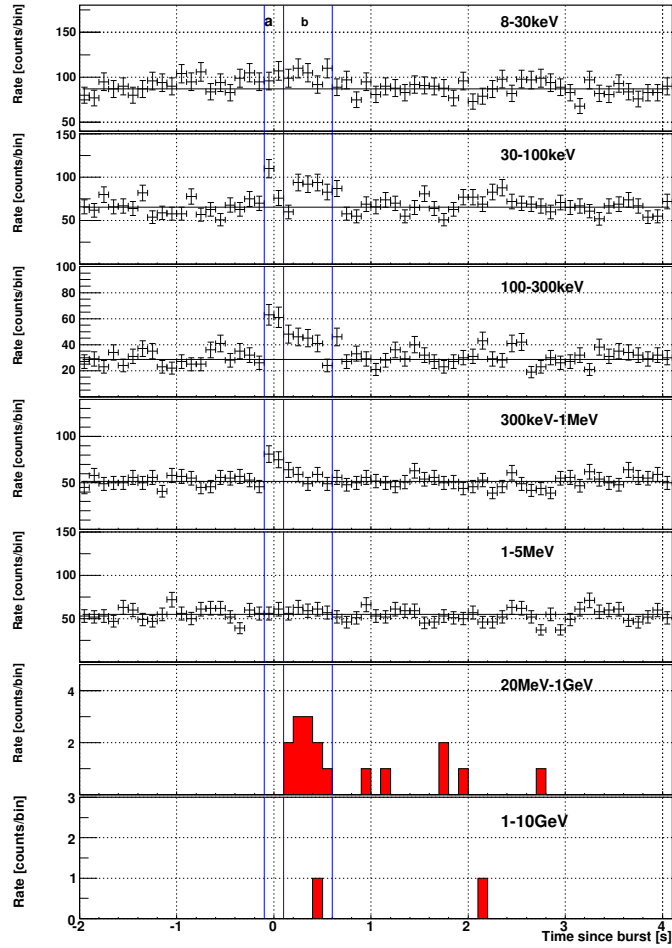 a b
8-30keV
Rate [counts/bin]
150
100
50
30-100keV
Rate [counts/bin]
150
100
50
100-300keV
Rate [counts/bin]
100
80
60
40
20
300keV-1MeV
Rate [counts/bin]
100
50
1-5MeV
Rate [counts/bin]
150
100
50
20MeV-1GeV
Rate [counts/bin]
4
2
1-10GeV
Rate [counts/bin]
3
2
1
0
-2 -1 0 1 2 3 4
Time since burst [s]